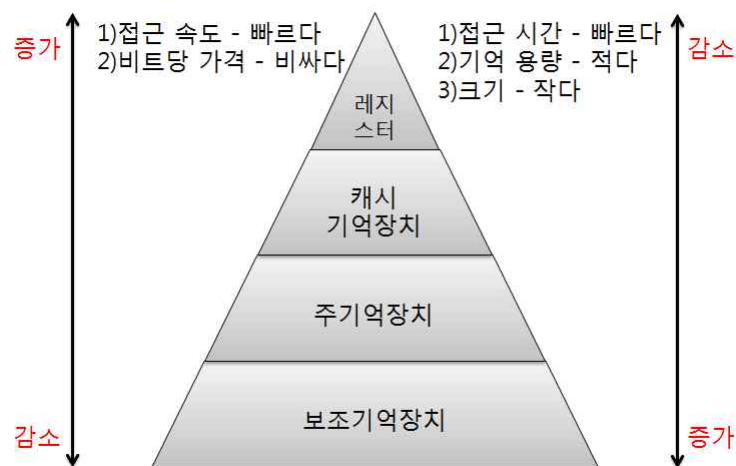 증가
1)접근 속도 - 빠르다
2)비트당 가격 - 비싸다
1)접근 시간 - 빠르다
2)기억 용량 - 적다
3)크기 - 작다
감소
레지
스터
캐시
기억장치
주기억장치
보조기억장치
감소
증가